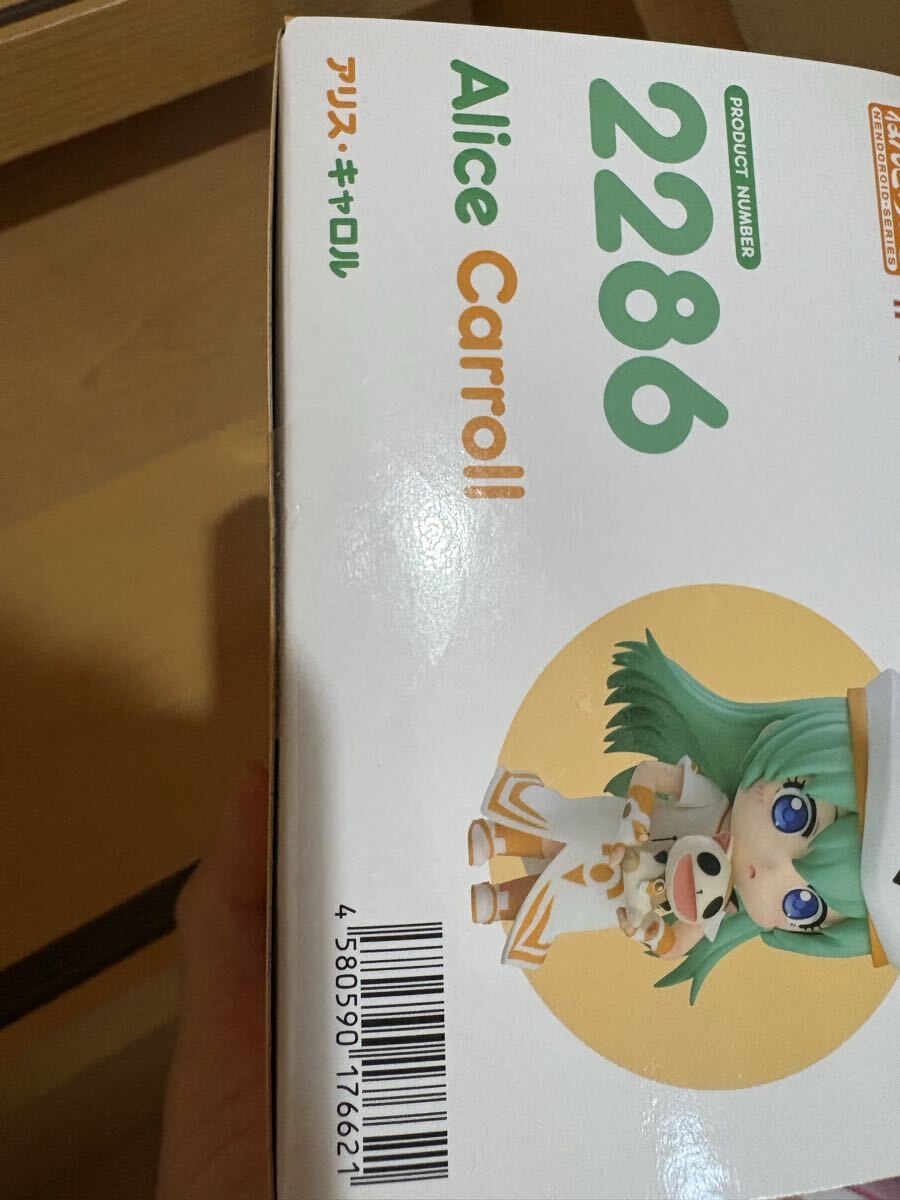 NENDOROID-SERIES
PRODUCT NUMBER
2286
Alice Carroll
アリス・キャロル
4 580590 176621